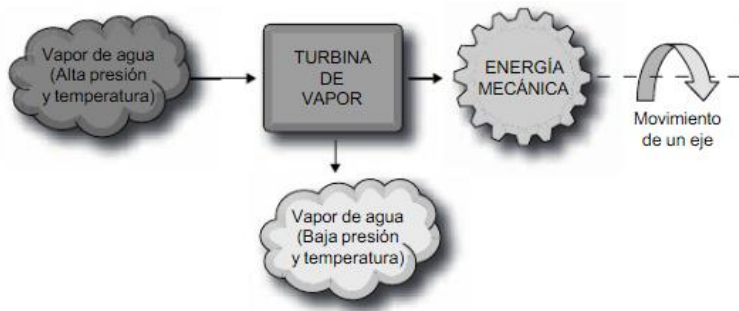 Vapor de agua
(Alta presión
y temperatura)
TURBINA
DE
VAPOR
ENERGÍA
MECÁNICA
Movimiento
de un eje
Vapor de agua
(Baja presión
y temperatura)